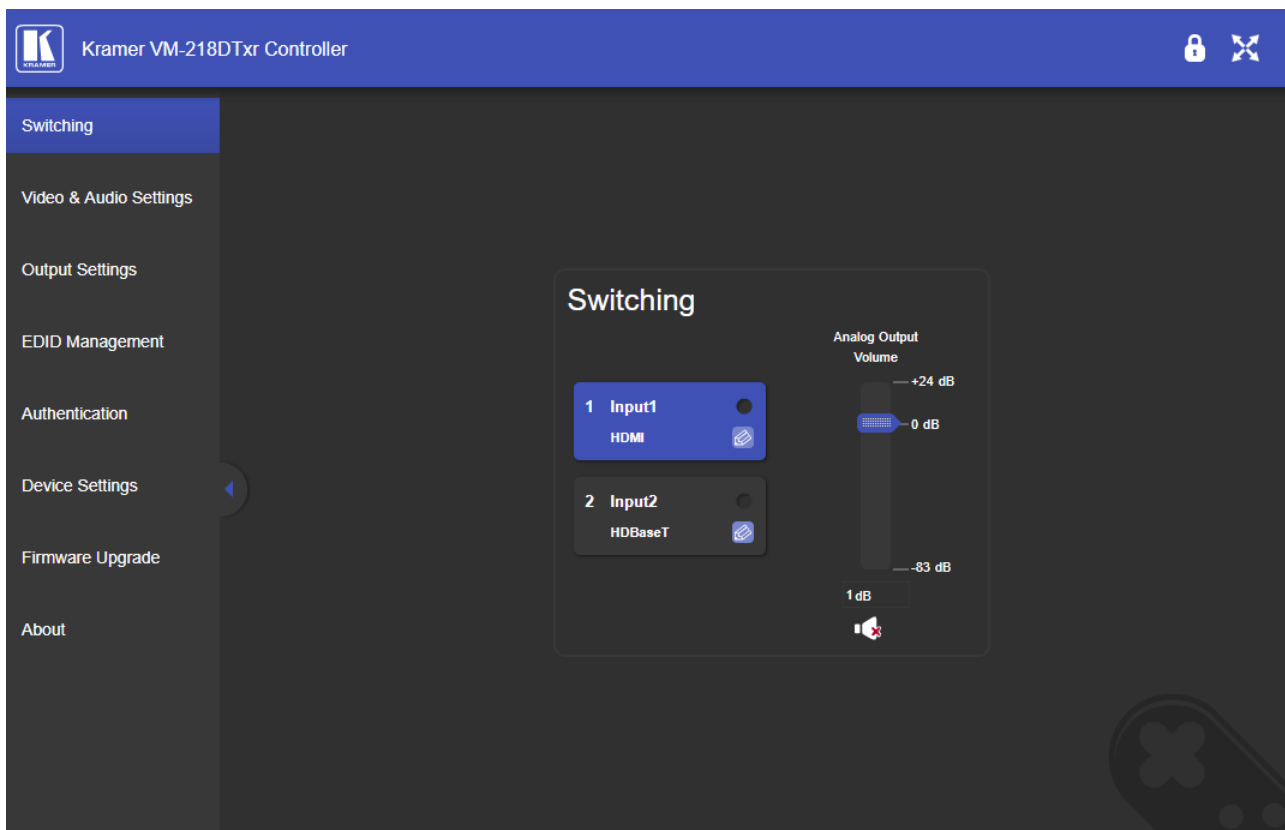 KRAMER
Kramer VM-218DTxr Controller
Switching
Video & Audio Settings
Output Settings
EDID Management
Authentication
Device Settings
Firmware Upgrade
About
Switching
1 Input1
HDMI
2 Input2
HDBaseT
Analog Output
Volume
+24 dB
0 dB
-83 dB
1 dB